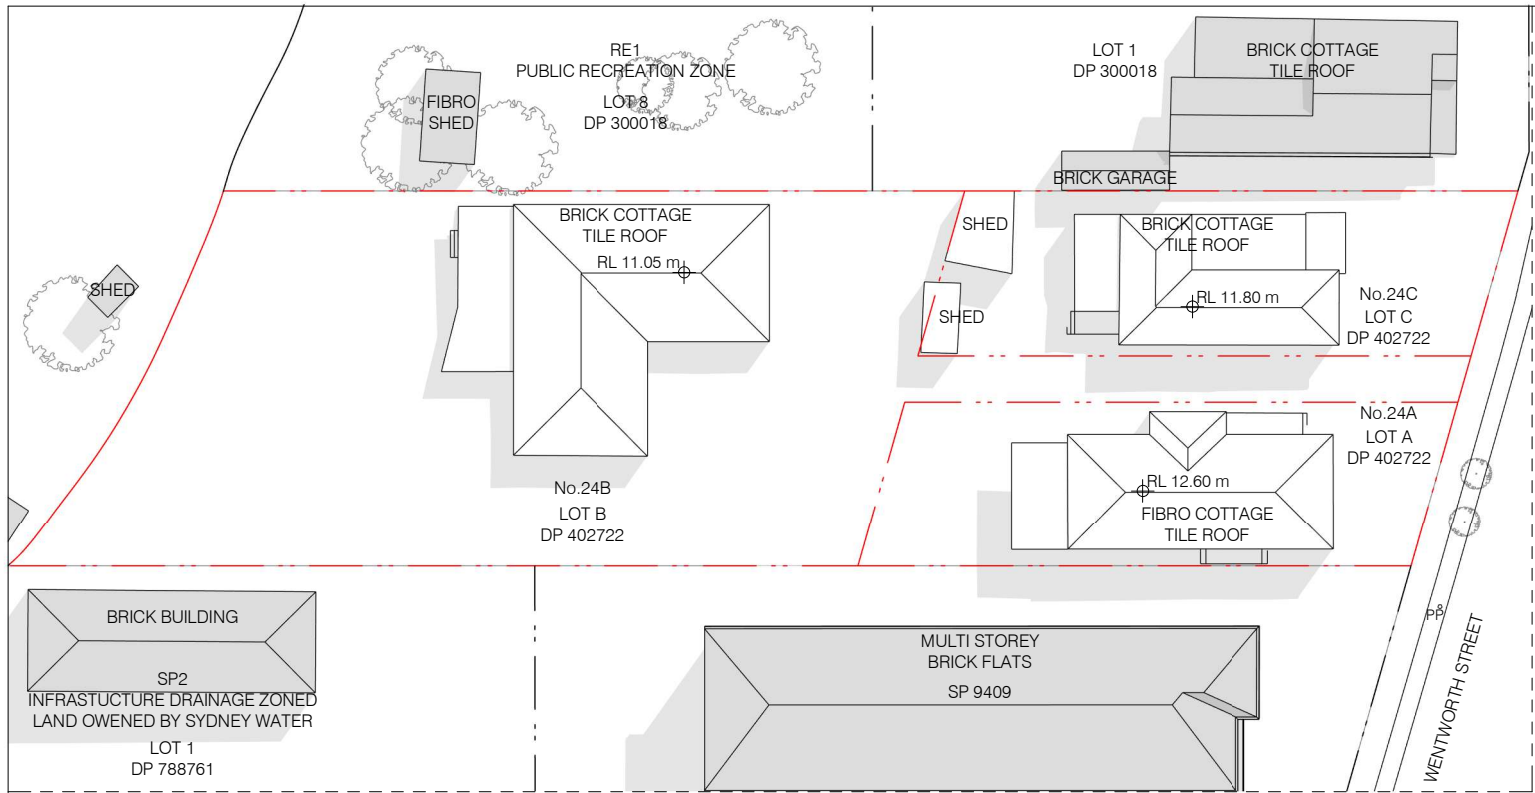 RE1
PUBLIC RECREATION ZONE
LOT 8
DP 300018
FIBRO
SHED
LOT 1
DP 300018
BRICK COTTAGE
TILE ROOF
BRICK GARAGE
SHED
BRICK COTTAGE
TILE ROOF
RL 11.05 m
SHED
SHED
BRICK COTTAGE
TILE ROOF
RL 11.80 m
No.24C
LOT C
DP 402722
No.24A
LOT A
DP 402722
RL 12.60 m
FIBRO COTTAGE
TILE ROOF
No.24B
LOT B
DP 402722
BRICK BUILDING
SP2
INFRASTUCTURE DRAINAGE ZONED
LAND OWENED BY SYDNEY WATER
LOT 1
DP 788761
MULTI STOREY
BRICK FLATS
SP 9409
PP
WENTWORTH STREET